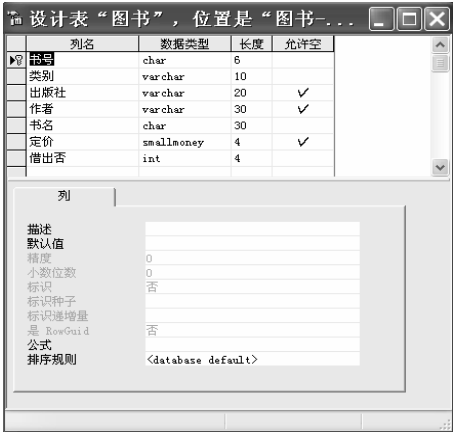 设计表“图书”，位置是“图书-...
列名 数据类型 长度 允许空
书号 char 6
类别 varchar 10
出版社 varchar 20 ✓
作者 varchar 30 ✓
书名 char 30
定价 smallmoney 4 ✓
借出否 int 4
列
描述
默认值
精度 0
小数位数 0
标识 否
标识种子
标识递增量
是 RowGuid 否
公式
排序规则 <database default>